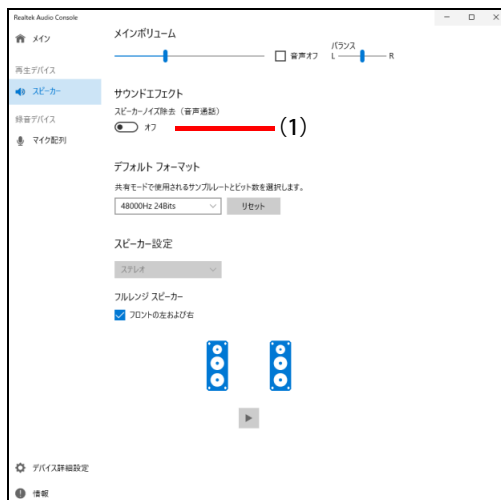 Realtek Audio Console
メイン
再生デバイス
スピーカー
録音デバイス
マイク配列
デバイス詳細設定
情報
メインボリューム
音声オフ
バランス
L R
サウンドエフェクト
スピーカーノイズ除去（音声通話）
オフ
(1)
デフォルト フォーマット
共有モードで使用されるサンプルレートとビット数を選択します。
48000Hz 24Bits リセット
スピーカー設定
ステレオ
フルレンジ スピーカー
フロントの左および右